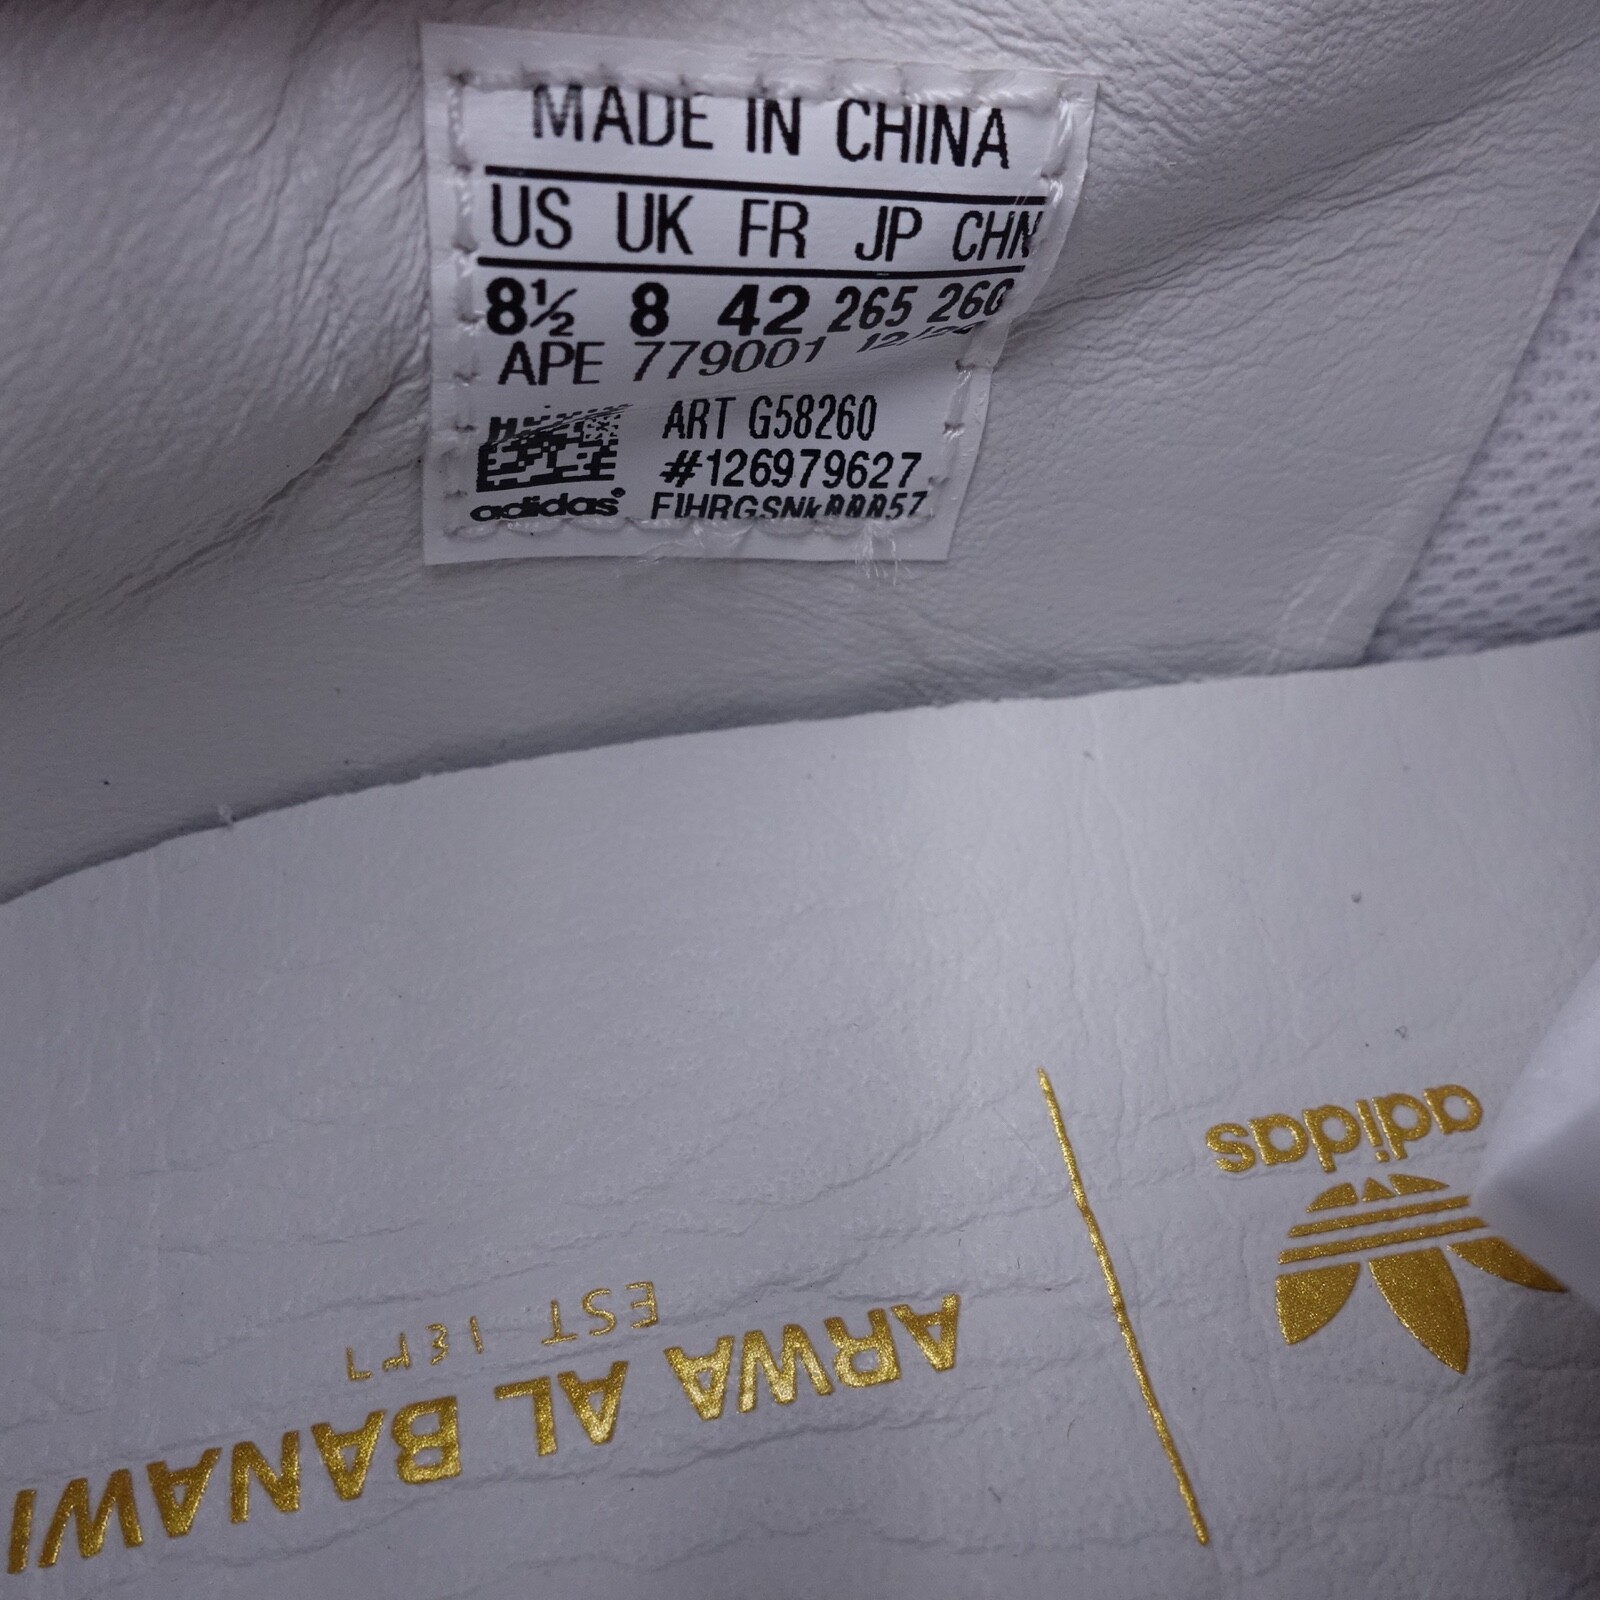 MADE IN CHINA
US UK FR JP CHN
8½ 8 42 265 260
APE 779001
ART G58260
#126979627
adidas®
adidas
ARWA AL BANAWI
EST